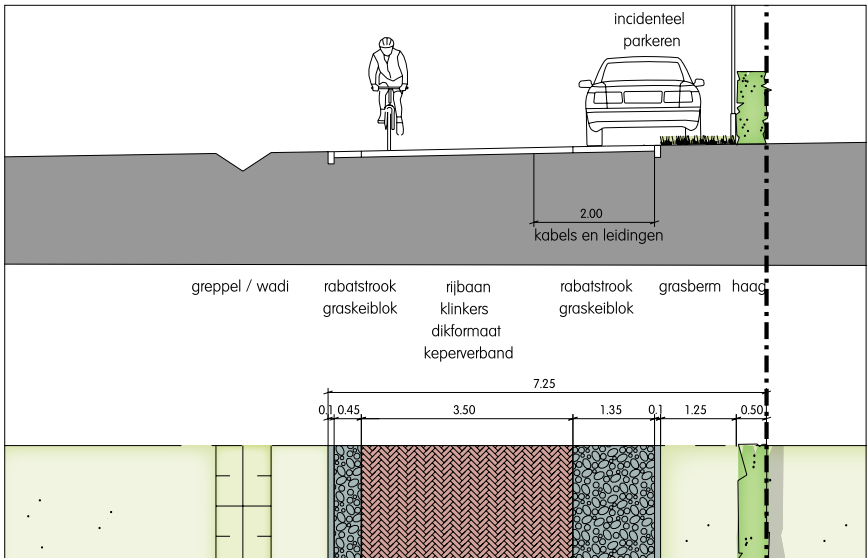 incidenteel
parkeren
2.00
kabels en leidingen
greppel / wadi
rabatstrook
graskeiblok
rijbaan
klinkers
dikformaat
keperverband
rabatstrook
graskeiblok
grasberm
haag
7.25
0.1 0.45 3.50 1.35 0.1 1.25 0.50